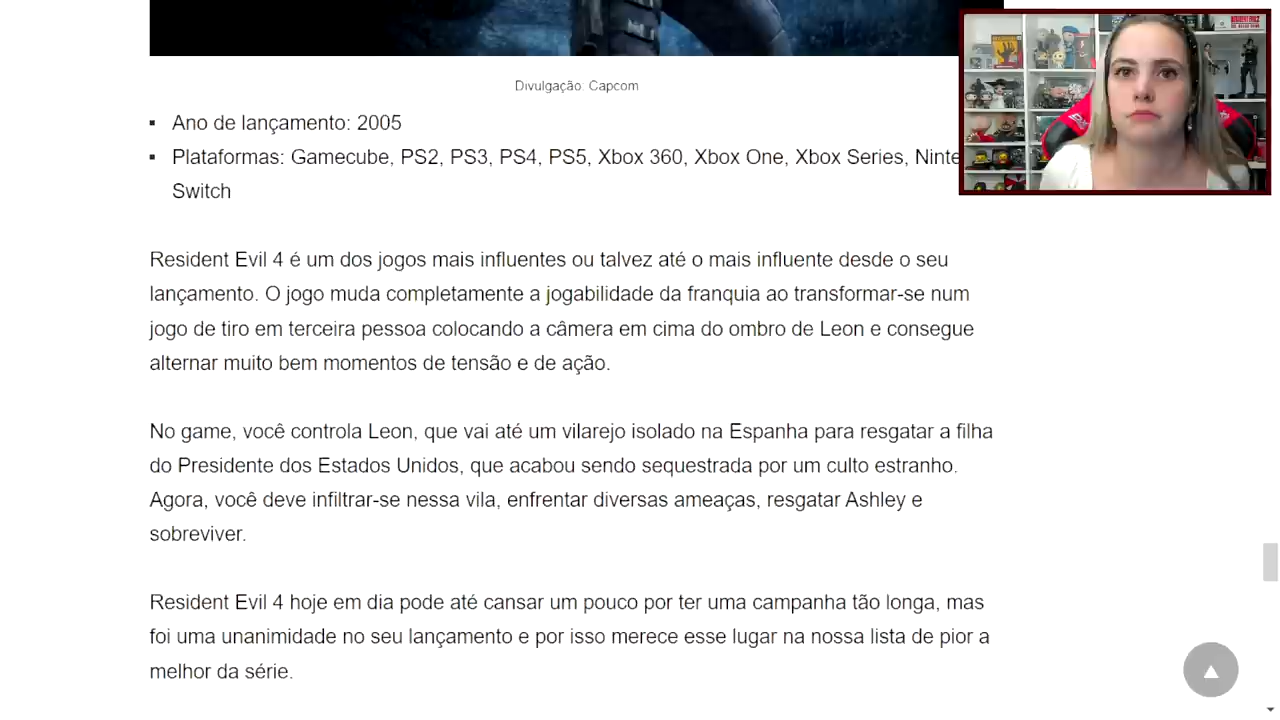 Divulgação: Capcom
Ano de lançamento: 2005
Plataformas: Gamecube, PS2, PS3, PS4, PS5, Xbox 360, Xbox One, Xbox Series,
Switch
Resident Evil 4 é um dos jogos mais influentes ou talvez até o mais influente desde o seu
lançamento. O jogo muda completamente a jogabilidade da franquia ao transformar-se num
jogo de tiro em terceira pessoa colocando a câmera em cima do ombro de Leon e consegue
alternar muito bem momentos de tensão e de ação.
No game, você controla Leon, que vai até um vilarejo isolado na Espanha para resgatar a filha
do Presidente dos Estados Unidos, que acabou sendo sequestrada por um culto estranho.
Agora, você deve infiltrar-se nessa vila, enfrentar diversas ameaças, resgatar Ashley e
sobreviver.
Resident Evil 4 hoje em dia pode até cansar um pouco por ter uma campanha tão longa, mas
foi uma unanimidade no seu lançamento e por isso merece esse lugar na nossa lista de pior a
melhor da série.